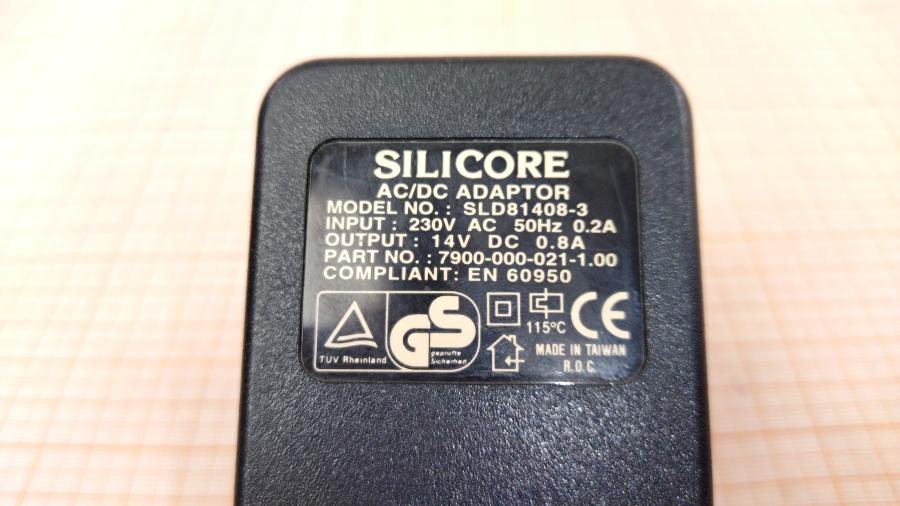 SILICORE
AC/DC ADAPTOR
MODEL NO. : SLD81408-3
INPUT : 230V AC 50Hz 0.2A
OUTPUT : 14V DC 0.8A
PART NO. : 7900-000-021-1.00
COMPLIANT: EN 60950
TÜV Rheinland
GS
geprüfte
Sicherheit
115°C
CE
MADE IN TAIWAN
R.O.C.